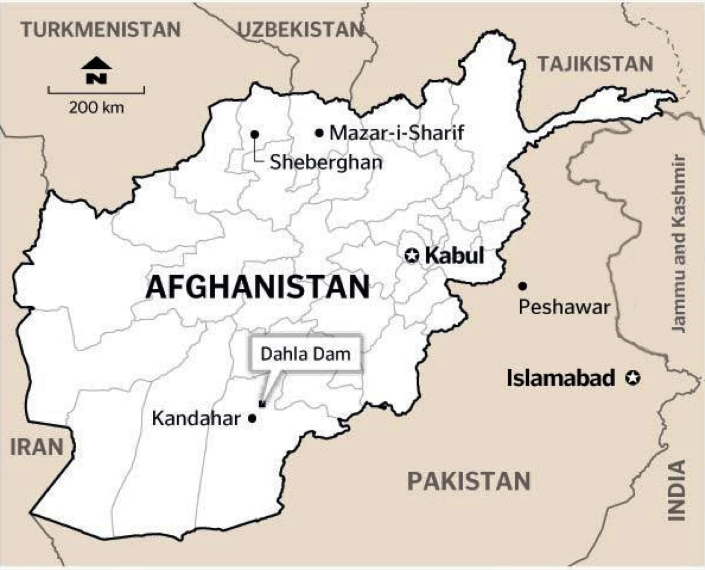 TURKMENISTAN
UZBEKISTAN
TAJIKISTAN
N
200 km
Mazar-i-Sharif
Sheberghan
Jammu and Kashmir
Kabul
AFGHANISTAN
Peshawar
Dahla Dam
Islamabad
Kandahar
IRAN
PAKISTAN
INDIA